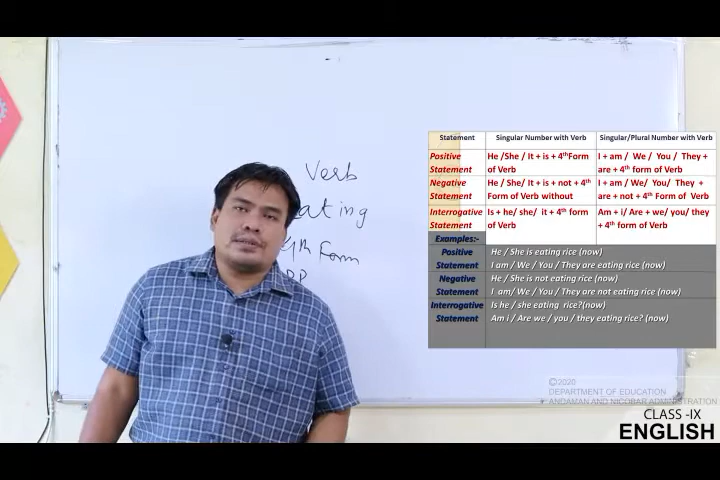 Verb
eating
4th Form
PP
Statement Singular Number with Verb Singular/Plural Number with Verb
Positive He /She / It + is + 4thForm I + am / We / You / They +
Statement of Verb are + 4th form of Verb
Negative He / She/ It + is + not + 4th I + am / We/ You/ They +
Statement Form of Verb without are + not + 4th Form of Verb
Interrogative Is + he/ she/ it + 4th form Am + i/ Are + we/ you/ they
Statement of Verb + 4th form of Verb
Examples:-
Positive He / She is eating rice (now)
Statement I am / We / You / They are eating rice (now)
Negative He / She is not eating rice (now)
Statement I am/ We / You / They are not eating rice (now)
Interrogative Is he / she eating rice?(now)
Statement Am i / Are we / you / they eating rice? (now)
©2020
DEPARTMENT OF EDUCATION
ANDAMAN AND NICOBAR ADMINISTRATION
CLASS -IX
ENGLISH